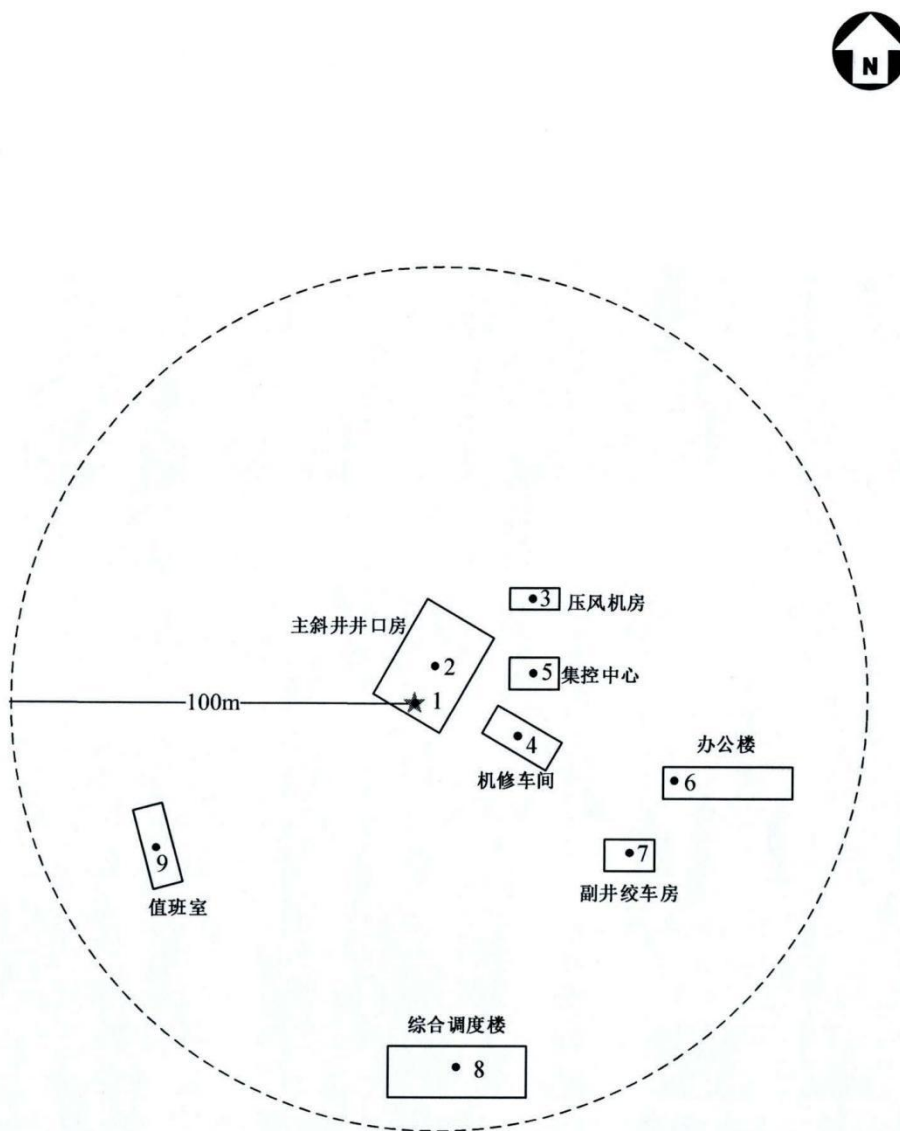 N
3 压风机房
主斜井井口房
2
5 集控中心
100m
1
4
办公楼
机修车间
6
7
9
副井绞车房
值班室
综合调度楼
8